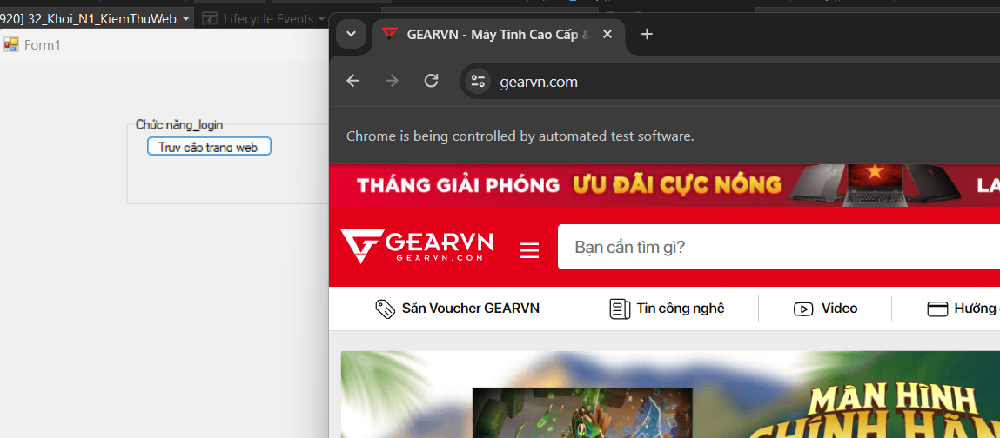 920] 32_Khoi_N1_KiemThuWeb
Lifecycle Events
Form1
Chức năng_login
Truy cập trang web
GEARVN - Máy Tính Cao Cấp &
gearvn.com
Chrome is being controlled by automated test software.
THÁNG GIẢI PHÓNG ƯU ĐÃI CỰC NÓNG LA
GEARVN
GEARVN.COM
Bạn cần tìm gì?
Săn Voucher GEARVN
Tin công nghệ
Video
Hướng
MÀN HÌNH
CHÍNH HÃN